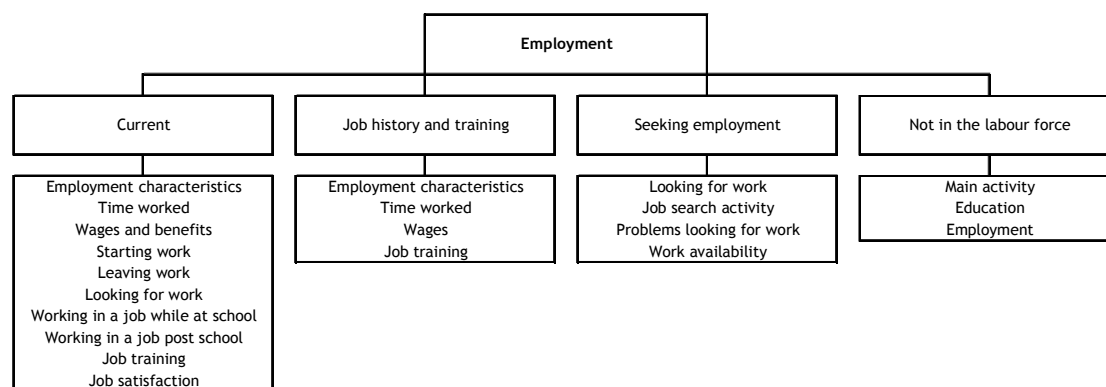 Employment
Current
Job history and training
Seeking employment
Not in the labour force
Employment characteristics
Time worked
Wages and benefits
Starting work
Leaving work
Looking for work
Working in a job while at school
Working in a job post school
Job training
Job satisfaction
Employment characteristics
Time worked
Wages
Job training
Looking for work
Job search activity
Problems looking for work
Work availability
Main activity
Education
Employment